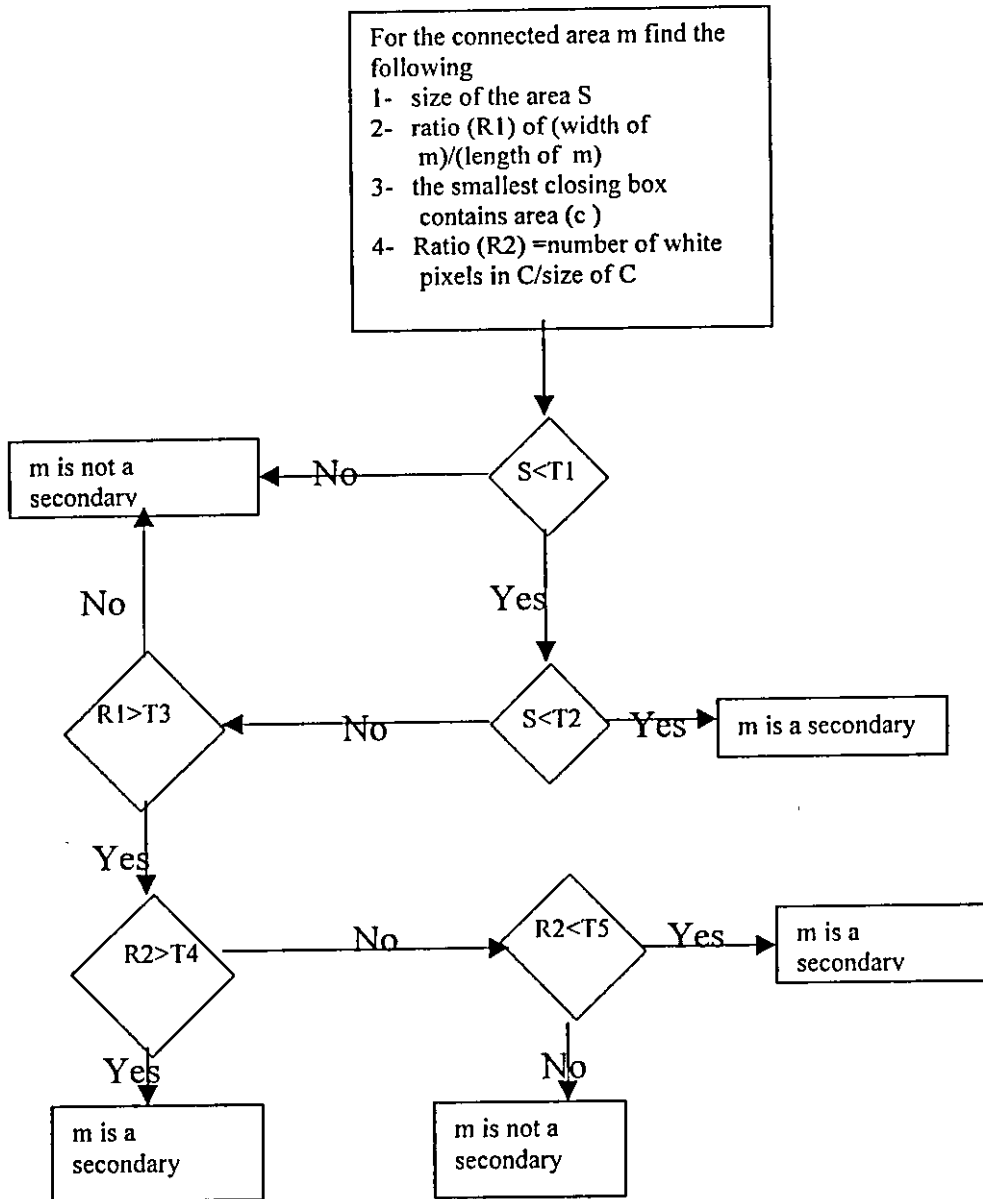 For the connected area m find the
following
1- size of the area S
2- ratio (R1) of (width of
m)/(length of m)
3- the smallest closing box
contains area (c )
4- Ratio (R2) =number of white
pixels in C/size of C
S<T1
No
m is not a
secondary
Yes
No
R1>T3
No
S<T2
Yes
m is a secondary
Yes
R2>T4
No
R2<T5
Yes
m is a
secondary
Yes
No
m is a
secondary
m is not a
secondary